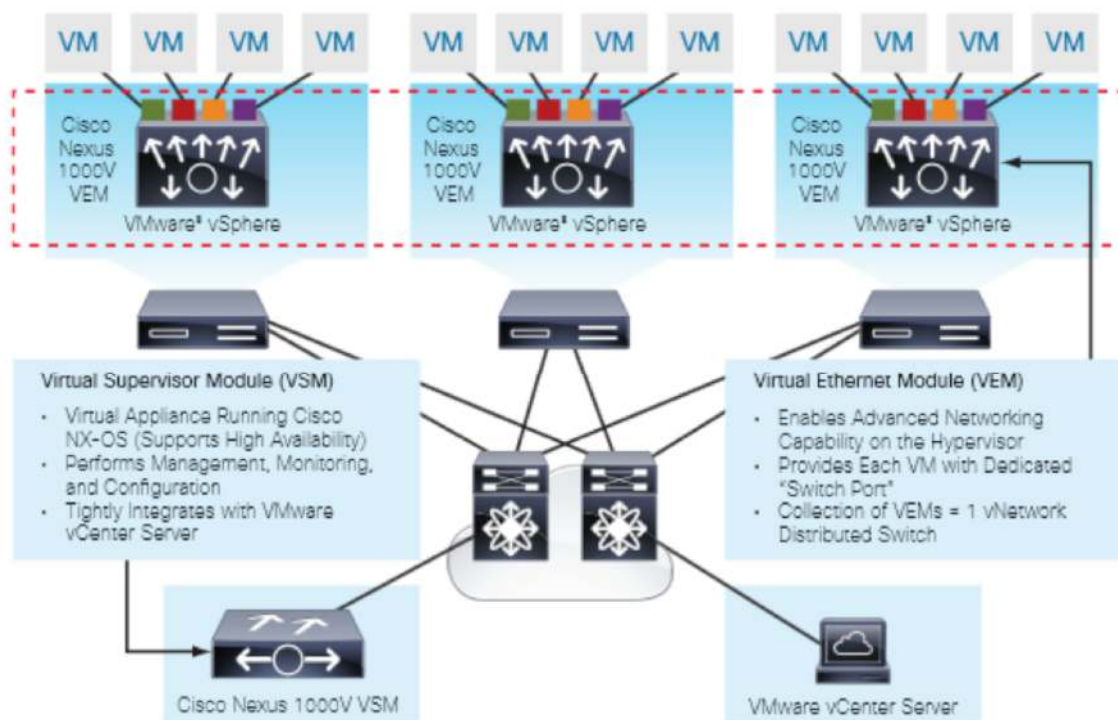 VM VM VM VM VM VM VM VM VM VM VM VM
Cisco
Nexus
1000V
VEM
VMware® vSphere
Cisco
Nexus
1000V
VEM
VMware® vSphere
Cisco
Nexus
1000V
VEM
VMware® vSphere
Virtual Supervisor Module (VSM)
• Virtual Appliance Running Cisco
NX-OS (Supports High Availability)
• Performs Management, Monitoring,
and Configuration
• Tightly Integrates with VMware
vCenter Server
Virtual Ethernet Module (VEM)
• Enables Advanced Networking
Capability on the Hypervisor
• Provides Each VM with Dedicated
“Switch Port”
• Collection of VEMs = 1 vNetwork
Distributed Switch
Cisco Nexus 1000V VSM
VMware vCenter Server